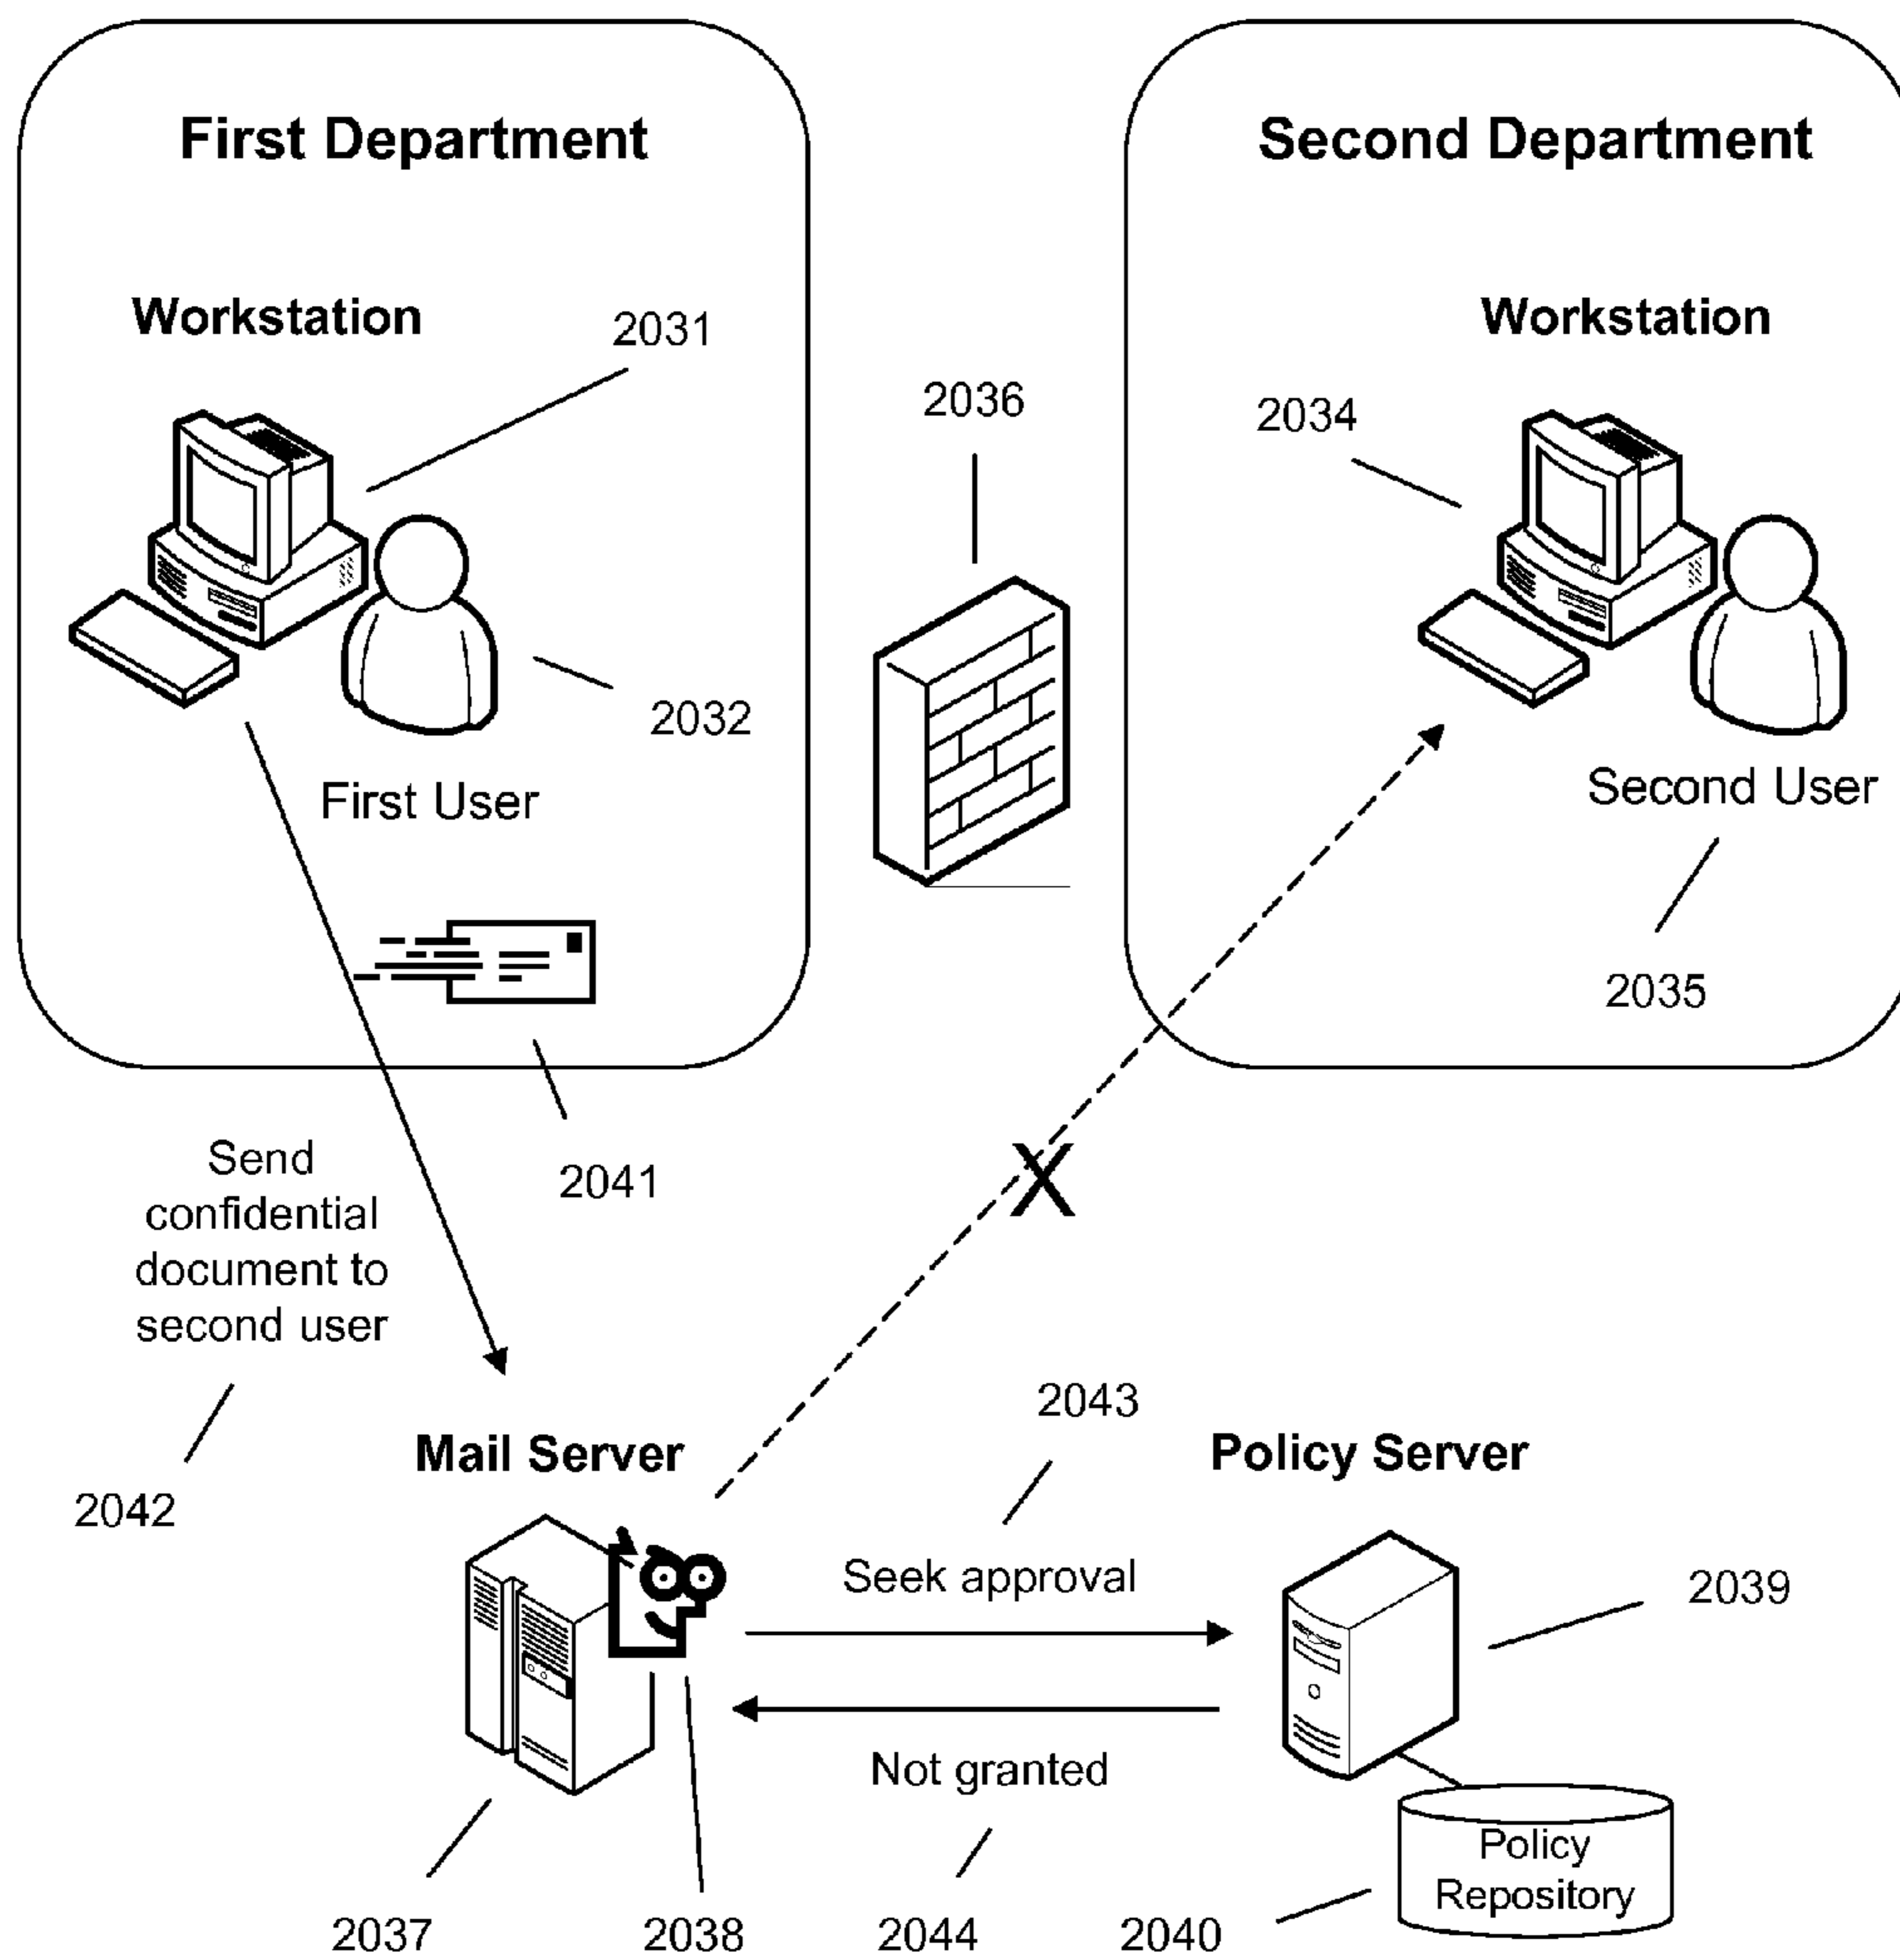 First Department
Second Department
Workstation
2031
Workstation
2036
2034
2032
First User
Second User
2035
Send
confidential
document to
second user
2041
X
2043
Mail Server
Policy Server
2042
Seek approval
2039
Not granted
Policy
Repository
2037
2038
2044
2040